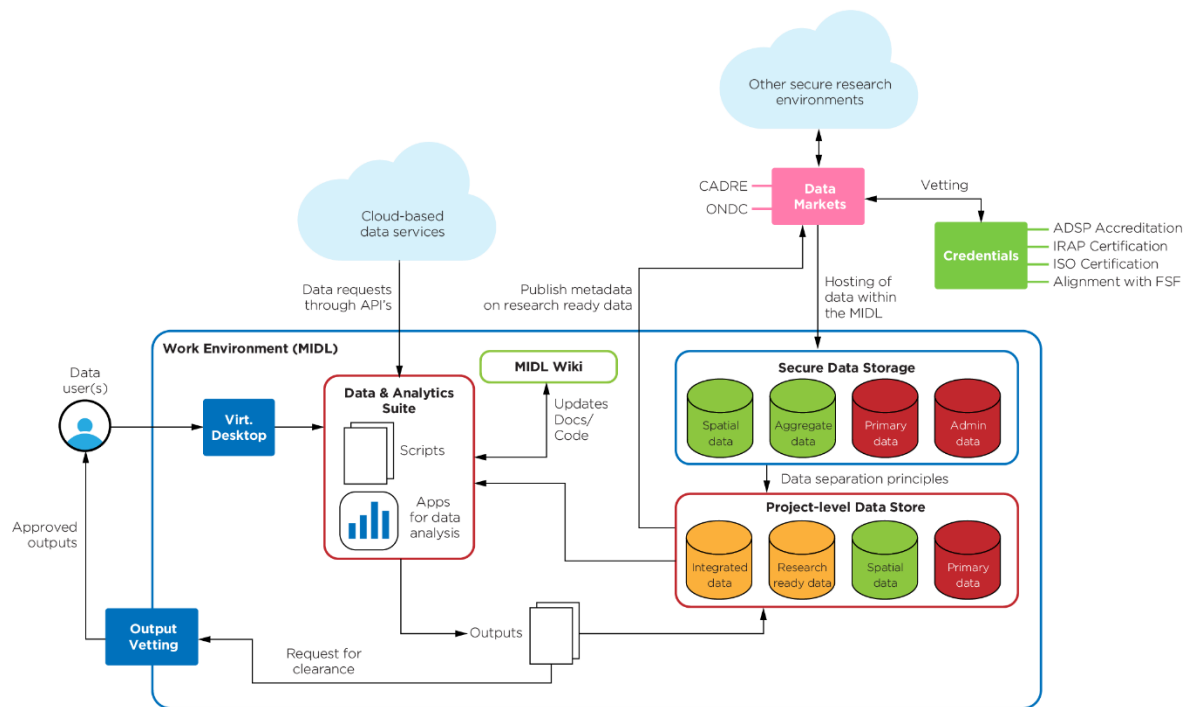 Other secure research
environments
CADRE
ONDC
Data
Markets
Vetting
Credentials
ADSP Accreditation
IRAP Certification
ISO Certification
Alignment with FSF
Cloud-based
data services
Data requests
through API's
Publish metadata
on research ready data
Hosting of
data within
the MIDL
Work Environment (MIDL)
Data
user(s)
Virt.
Desktop
Data & Analytics
Suite
Scripts
Apps
for data
analysis
MIDL Wiki
Updates
Docs/
Code
Secure Data Storage
Spatial
data
Aggregate
data
Primary
data
Admin
data
Data separation principles
Project-level Data Store
Integrated
data
Research
ready data
Spatial
data
Primary
data
Approved
outputs
Output
Vetting
Request for
clearance
Outputs